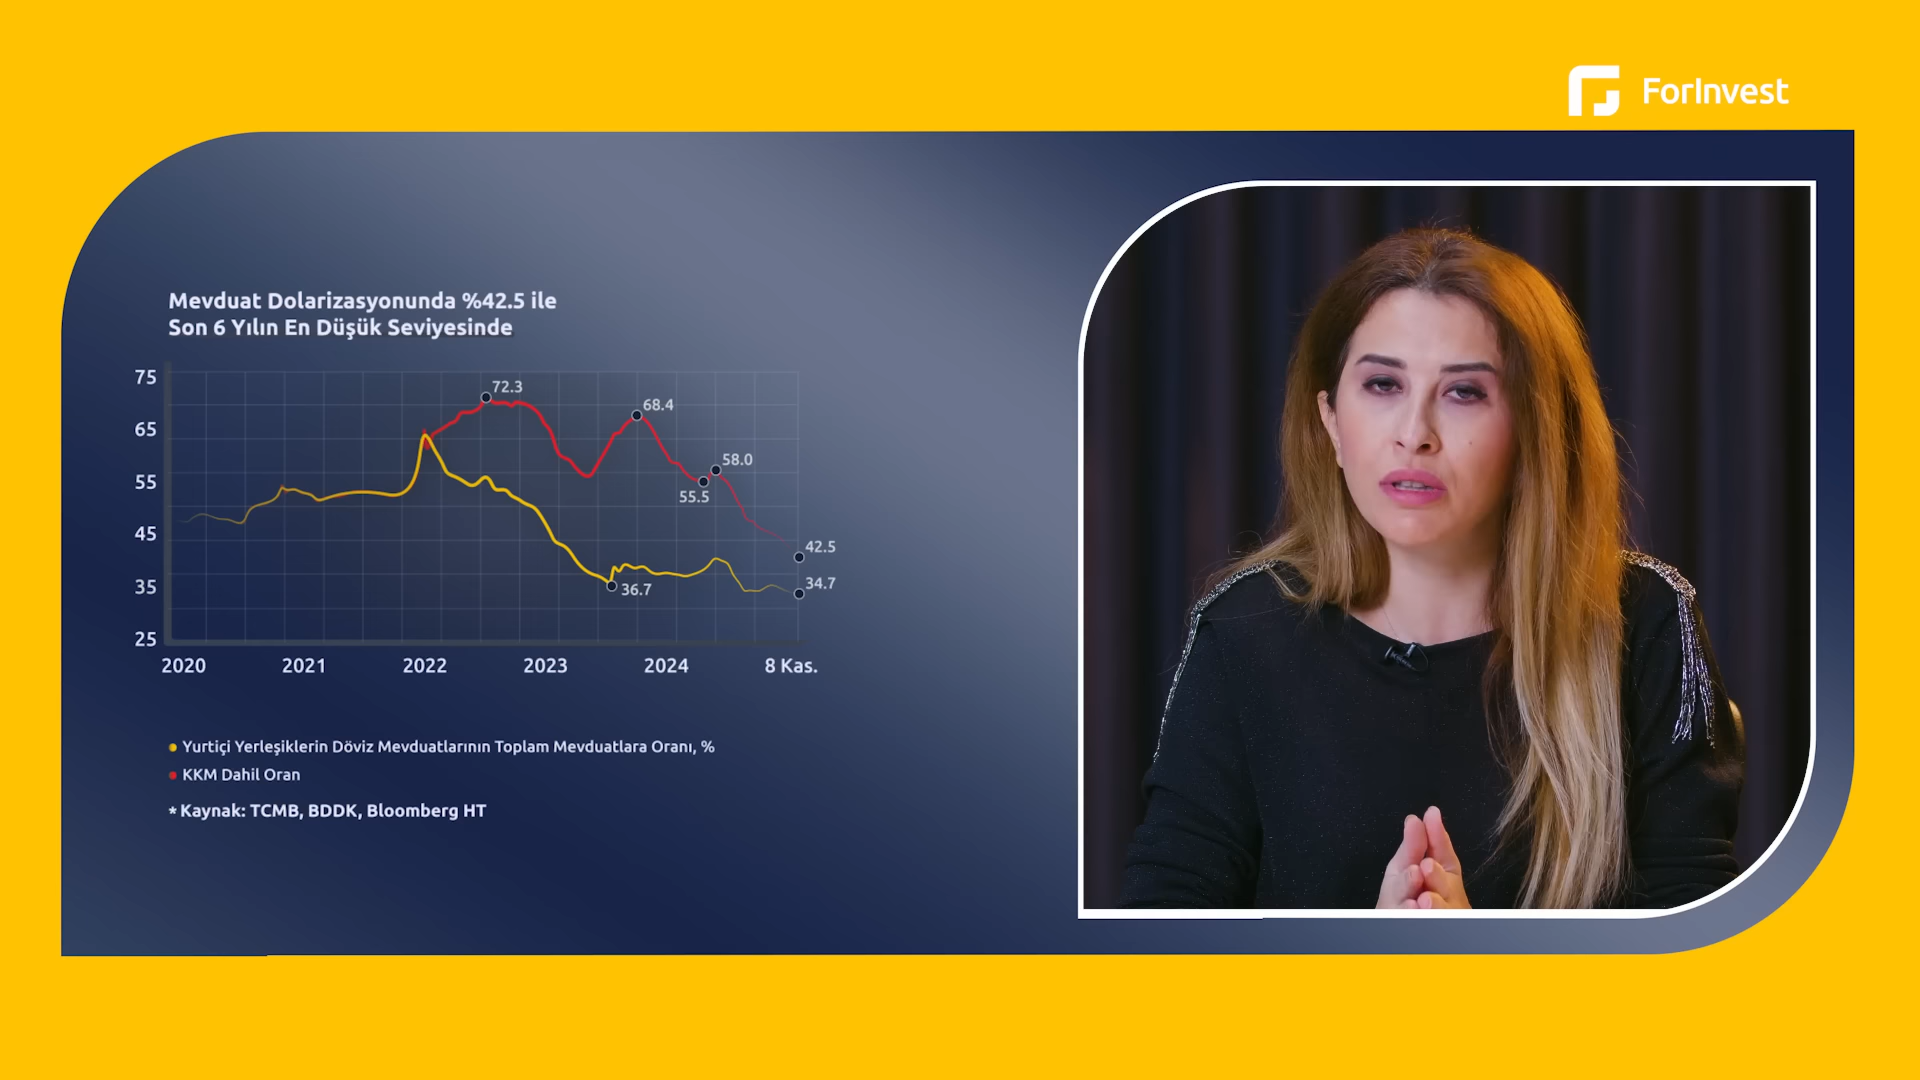 ForInvest
Mevduat Dolarizasyonunda %42.5 ile
Son 6 Yılın En Düşük Seviyesinde
75
65
55
45
35
25
72.3
68.4
58.0
55.5
42.5
36.7
34.7
2020 2021 2022 2023 2024 8 Kas.
Yurtiçi Yerleşiklerin Döviz Mevduatlarının Toplam Mevduatlara Oranı, %
KKM Dahil Oran
* Kaynak: TCMB, BDDK, Bloomberg HT